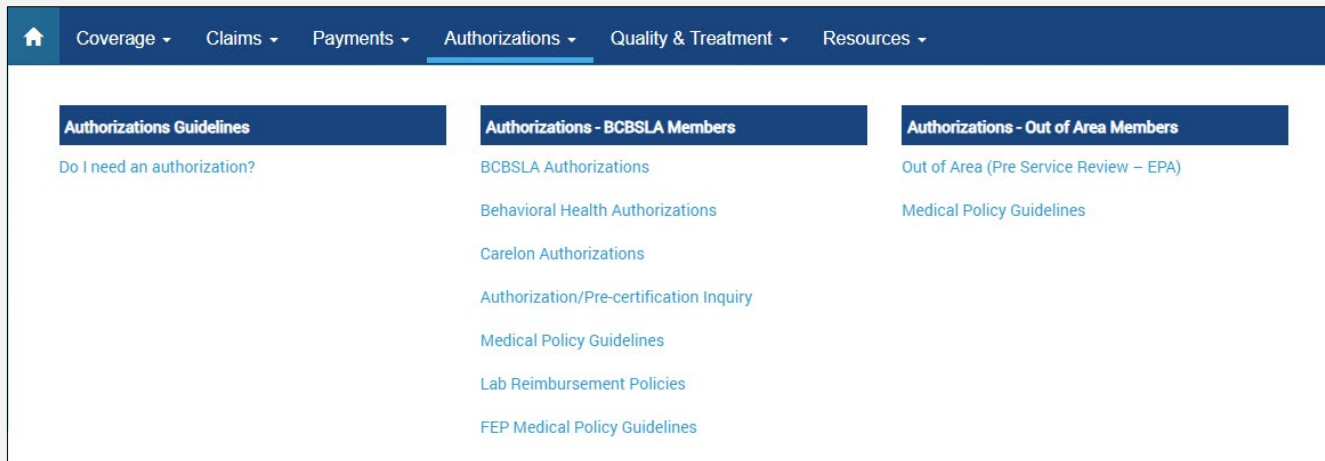 Coverage Claims Payments Authorizations Quality & Treatment Resources
Authorizations Guidelines
Do I need an authorization?
Authorizations - BCBSLA Members
BCBSLA Authorizations
Behavioral Health Authorizations
Carelon Authorizations
Authorization/Pre-certification Inquiry
Medical Policy Guidelines
Lab Reimbursement Policies
FEP Medical Policy Guidelines
Authorizations - Out of Area Members
Out of Area (Pre Service Review – EPA)
Medical Policy Guidelines